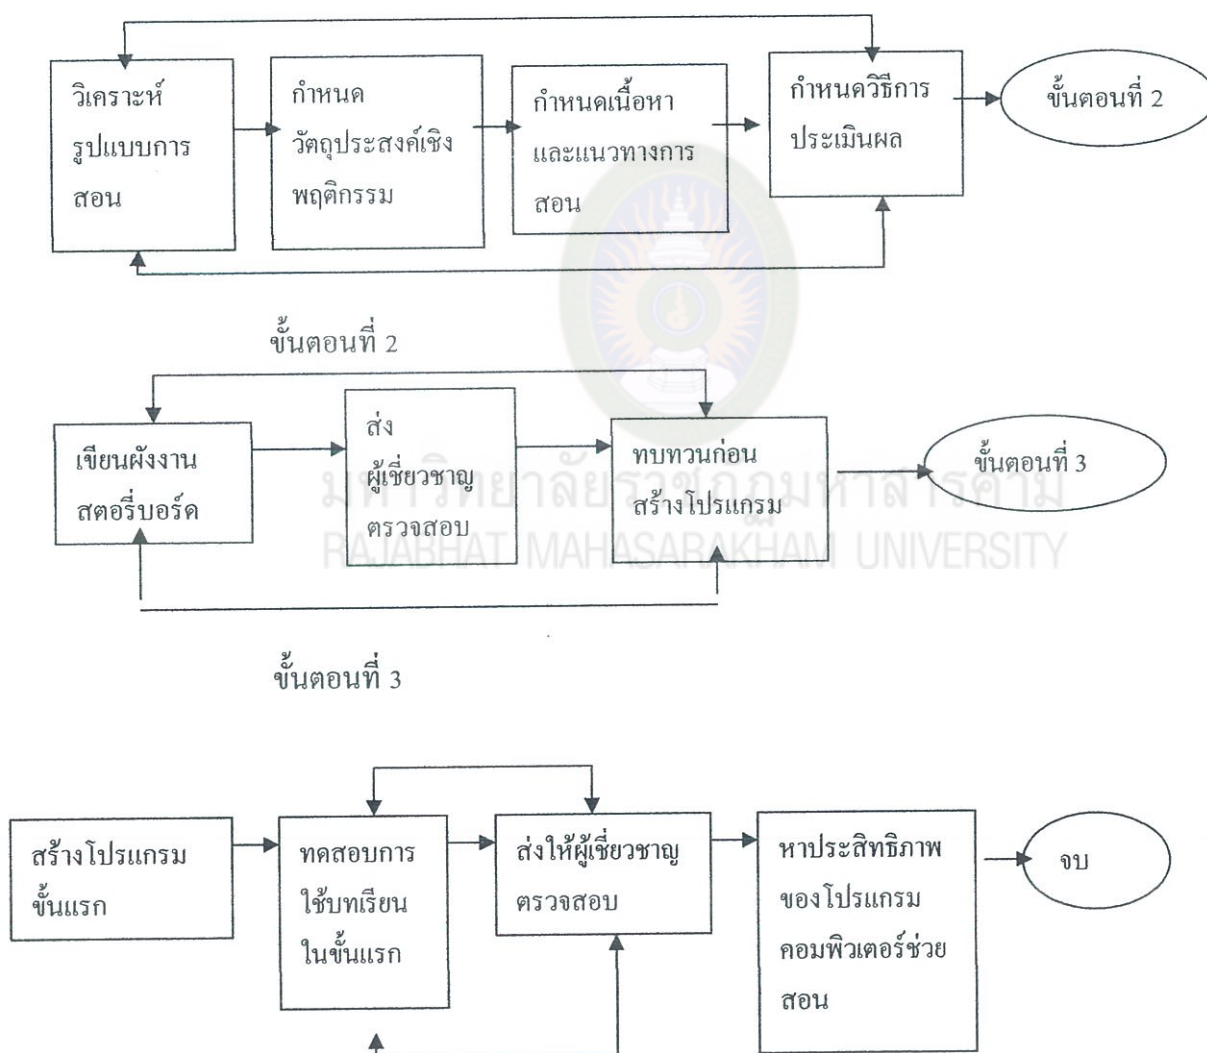 วิเคราะห์
รูปแบบการ
สอน
กำหนด
วัตถุประสงค์เชิง
พฤติกรรม
กำหนดเนื้อหา
และแนวทางการ
สอน
กำหนดวิธีการ
ประเมินผล
ขั้นตอนที่ 2
ขั้นตอนที่ 2
เขียนผังงาน
สตอรี่บอร์ด
ส่ง
ผู้เชี่ยวชาญ
ตรวจสอบ
ทบทวนก่อน
สร้างโปรแกรม
ขั้นตอนที่ 3
มหาวิทยาลัยราชภัฏมหาสารคาม
RAJABHAT MAHASARAKHAM UNIVERSITY
ขั้นตอนที่ 3
สร้างโปรแกรม
ขั้นแรก
ทดสอบการ
ใช้บทเรียน
ในขั้นแรก
ส่งให้ผู้เชี่ยวชาญ
ตรวจสอบ
หาประสิทธิภาพ
ของโปรแกรม
คอมพิวเตอร์ช่วย
สอน
จบ